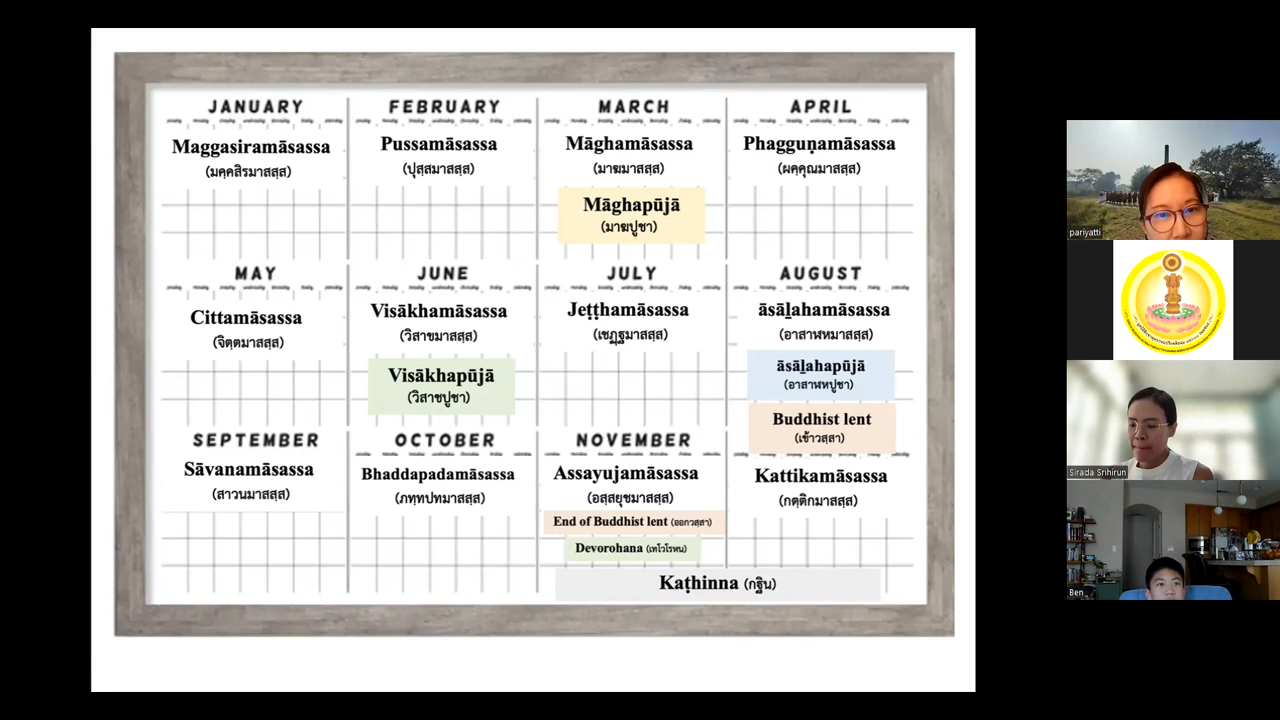 JANUARY
FEBRUARY
MARCH
APRIL
Maggasiramāsassa
(มคฺคสิรมาสสฺส)
Pussamāsassa
(ปุสฺสมาสสฺส)
Māghamāsassa
(มาฆมาสสฺส)
Māghapūjā
(มาฆปูชา)
Phagguṇamāsassa
(ผคฺคุณมาสสฺส)
MAY
JUNE
JULY
AUGUST
Cittamāsassa
(จิตฺตมาสสฺส)
Visākhamāsassa
(วิสาขมาสสฺส)
Visākhapūjā
(วิสาขปูชา)
Jeṭṭhamāsassa
(เชฏฺฐมาสสฺส)
āsāḷahamāsassa
(อาสาฬหมาสสฺส)
āsāḷahapūjā
(อาสาฬหปูชา)
Buddhist lent
(เข้าวสฺสา)
SEPTEMBER
OCTOBER
NOVEMBER
Sāvanamāsassa
(สาวนมาสสฺส)
Bhaddapadamāsassa
(ภทฺทปทมาสสฺส)
Assayujamāsassa
(อสฺสยุชมาสสฺส)
End of Buddhist lent (ออกวสฺสา)
Devorohana (เทโวโรหน)
Kattikamāsassa
(กตฺติกมาสสฺส)
Kaṭhinna (กฐิน)
pariyatti
Sirada Srihirun
Ben